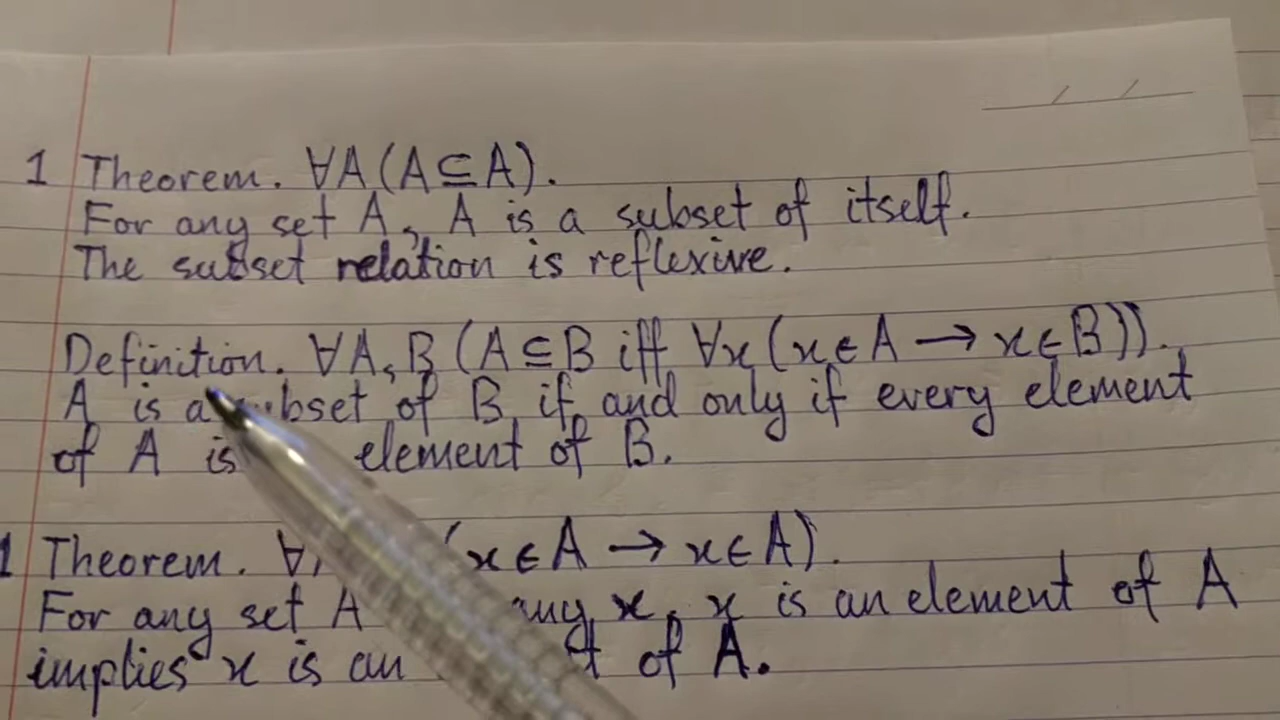 1 Theorem. ∀A(A⊆A).
For any set A, A is a subset of itself.
The subset relation is reflexive.
Definition. ∀A,B (A⊆B iff ∀x(x∈A → x∈B)).
A is a subset of B if and only if every element
of A is element of B.
1 Theorem. (x∈A → x∈A).
For any set A any x, x is an element of A
implies x is an of A.